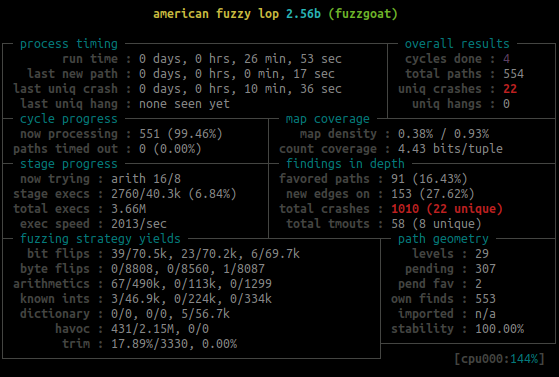 american fuzzy lop 2.56b (fuzzgoat)
process timing overall results
run time : 0 days, 0 hrs, 26 min, 53 sec cycles done : 4
last new path : 0 days, 0 hrs, 0 min, 17 sec total paths : 554
last uniq crash : 0 days, 0 hrs, 10 min, 36 sec uniq crashes : 22
last uniq hang : none seen yet uniq hangs : 0
cycle progress map coverage
now processing : 551 (99.46%) map density : 0.38% / 0.93%
paths timed out : 0 (0.00%) count coverage : 4.43 bits/tuple
stage progress findings in depth
now trying : arith 16/8 favored paths : 91 (16.43%)
stage execs : 2760/40.3k (6.84%) new edges on : 153 (27.62%)
total execs : 3.66M total crashes : 1010 (22 unique)
exec speed : 2013/sec total tmouts : 58 (8 unique)
fuzzing strategy yields path geometry
bit flips : 39/70.5k, 23/70.2k, 6/69.7k levels : 29
byte flips : 0/8808, 0/8560, 1/8087 pending : 307
arithmetics : 67/490k, 0/113k, 0/1299 pend fav : 2
known ints : 3/46.9k, 0/224k, 0/334k own finds : 553
dictionary : 0/0, 0/0, 5/56.7k imported : n/a
havoc : 431/2.15M, 0/0 stability : 100.00%
trim : 17.89%/3330, 0.00%
[cpu000:144%]